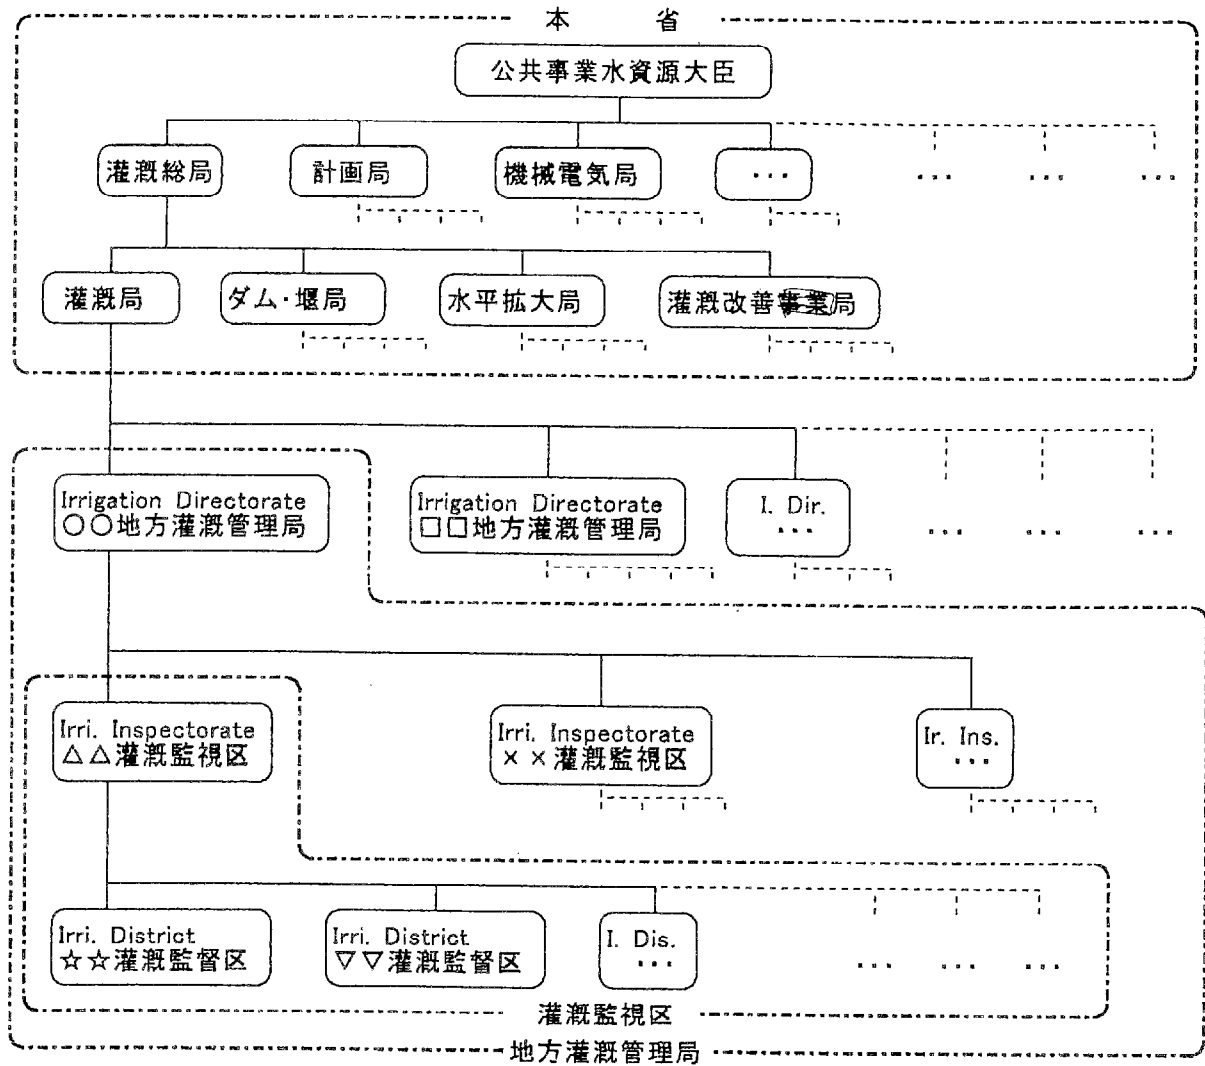 本 省
公共事業水資源大臣
灌漑総局
計画局
機械電気局
...
...
...
...
灌漑局
ダム・堰局
水平拡大局
灌漑改善事業局
Irrigation Directorate
○○地方灌漑管理局
Irrigation Directorate
□□地方灌漑管理局
I. Dir.
...
...
...
...
Irri. Inspectorate
△△灌漑監視区
Irri. Inspectorate
××灌漑監視区
Ir. Ins.
...
Irri. District
☆☆灌漑監督区
Irri. District
▽▽灌漑監督区
I. Dis.
...
...
...
...
灌漑監視区
地方灌漑管理局